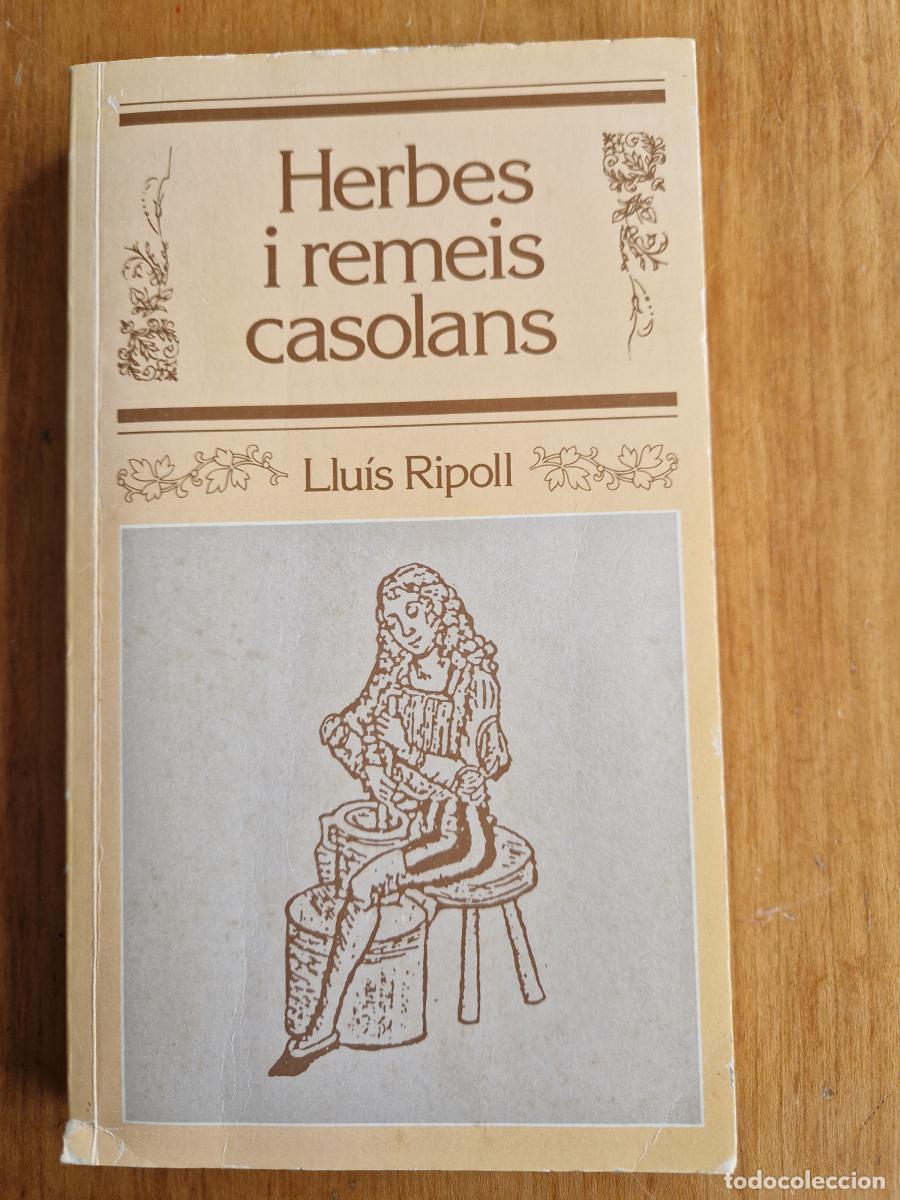 Herbes
i remeis
casolans
Lluís Ripoll
todocoleccion